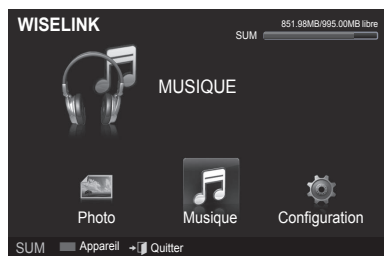 WISELINK
851.98MB/995.00MB libre
SUM
MUSIQUE
Photo Musique Configuration
SUM Appareil Quitter